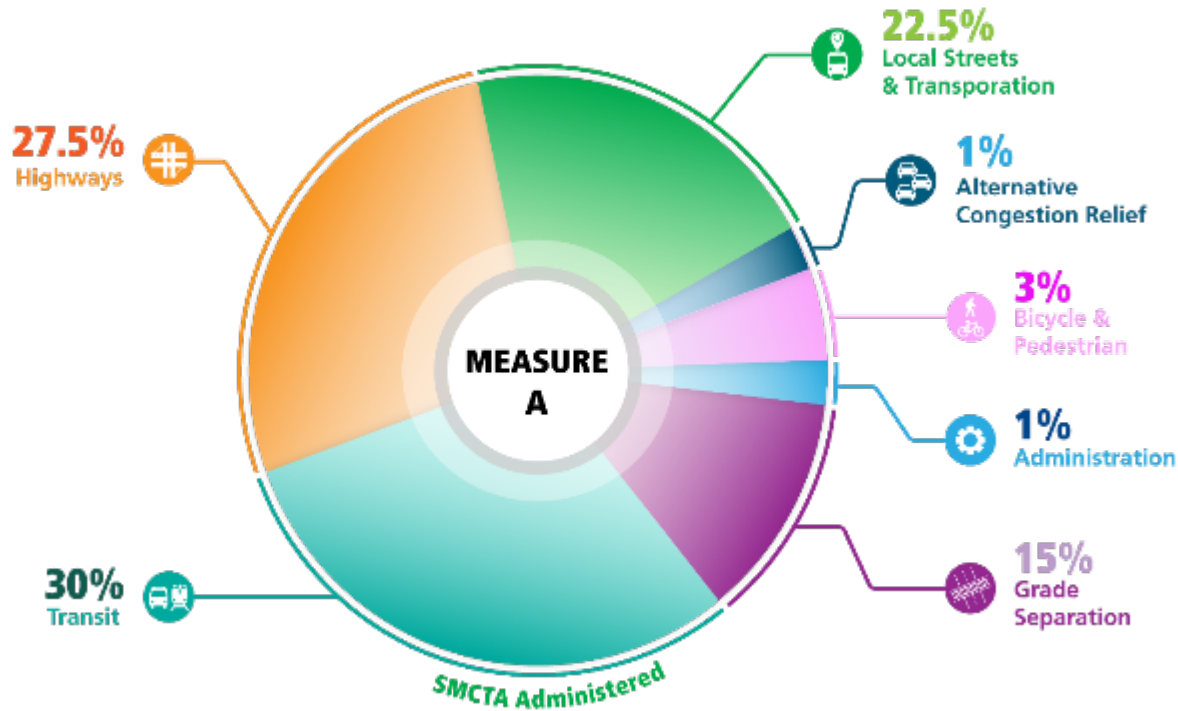 22.5%
Local Streets
& Transporation
27.5%
Highways
1%
Alternative
Congestion Relief
3%
Bicycle &
Pedestrian
MEASURE
A
1%
Administration
15%
Grade
Separation
30%
Transit
SMCTA Administered